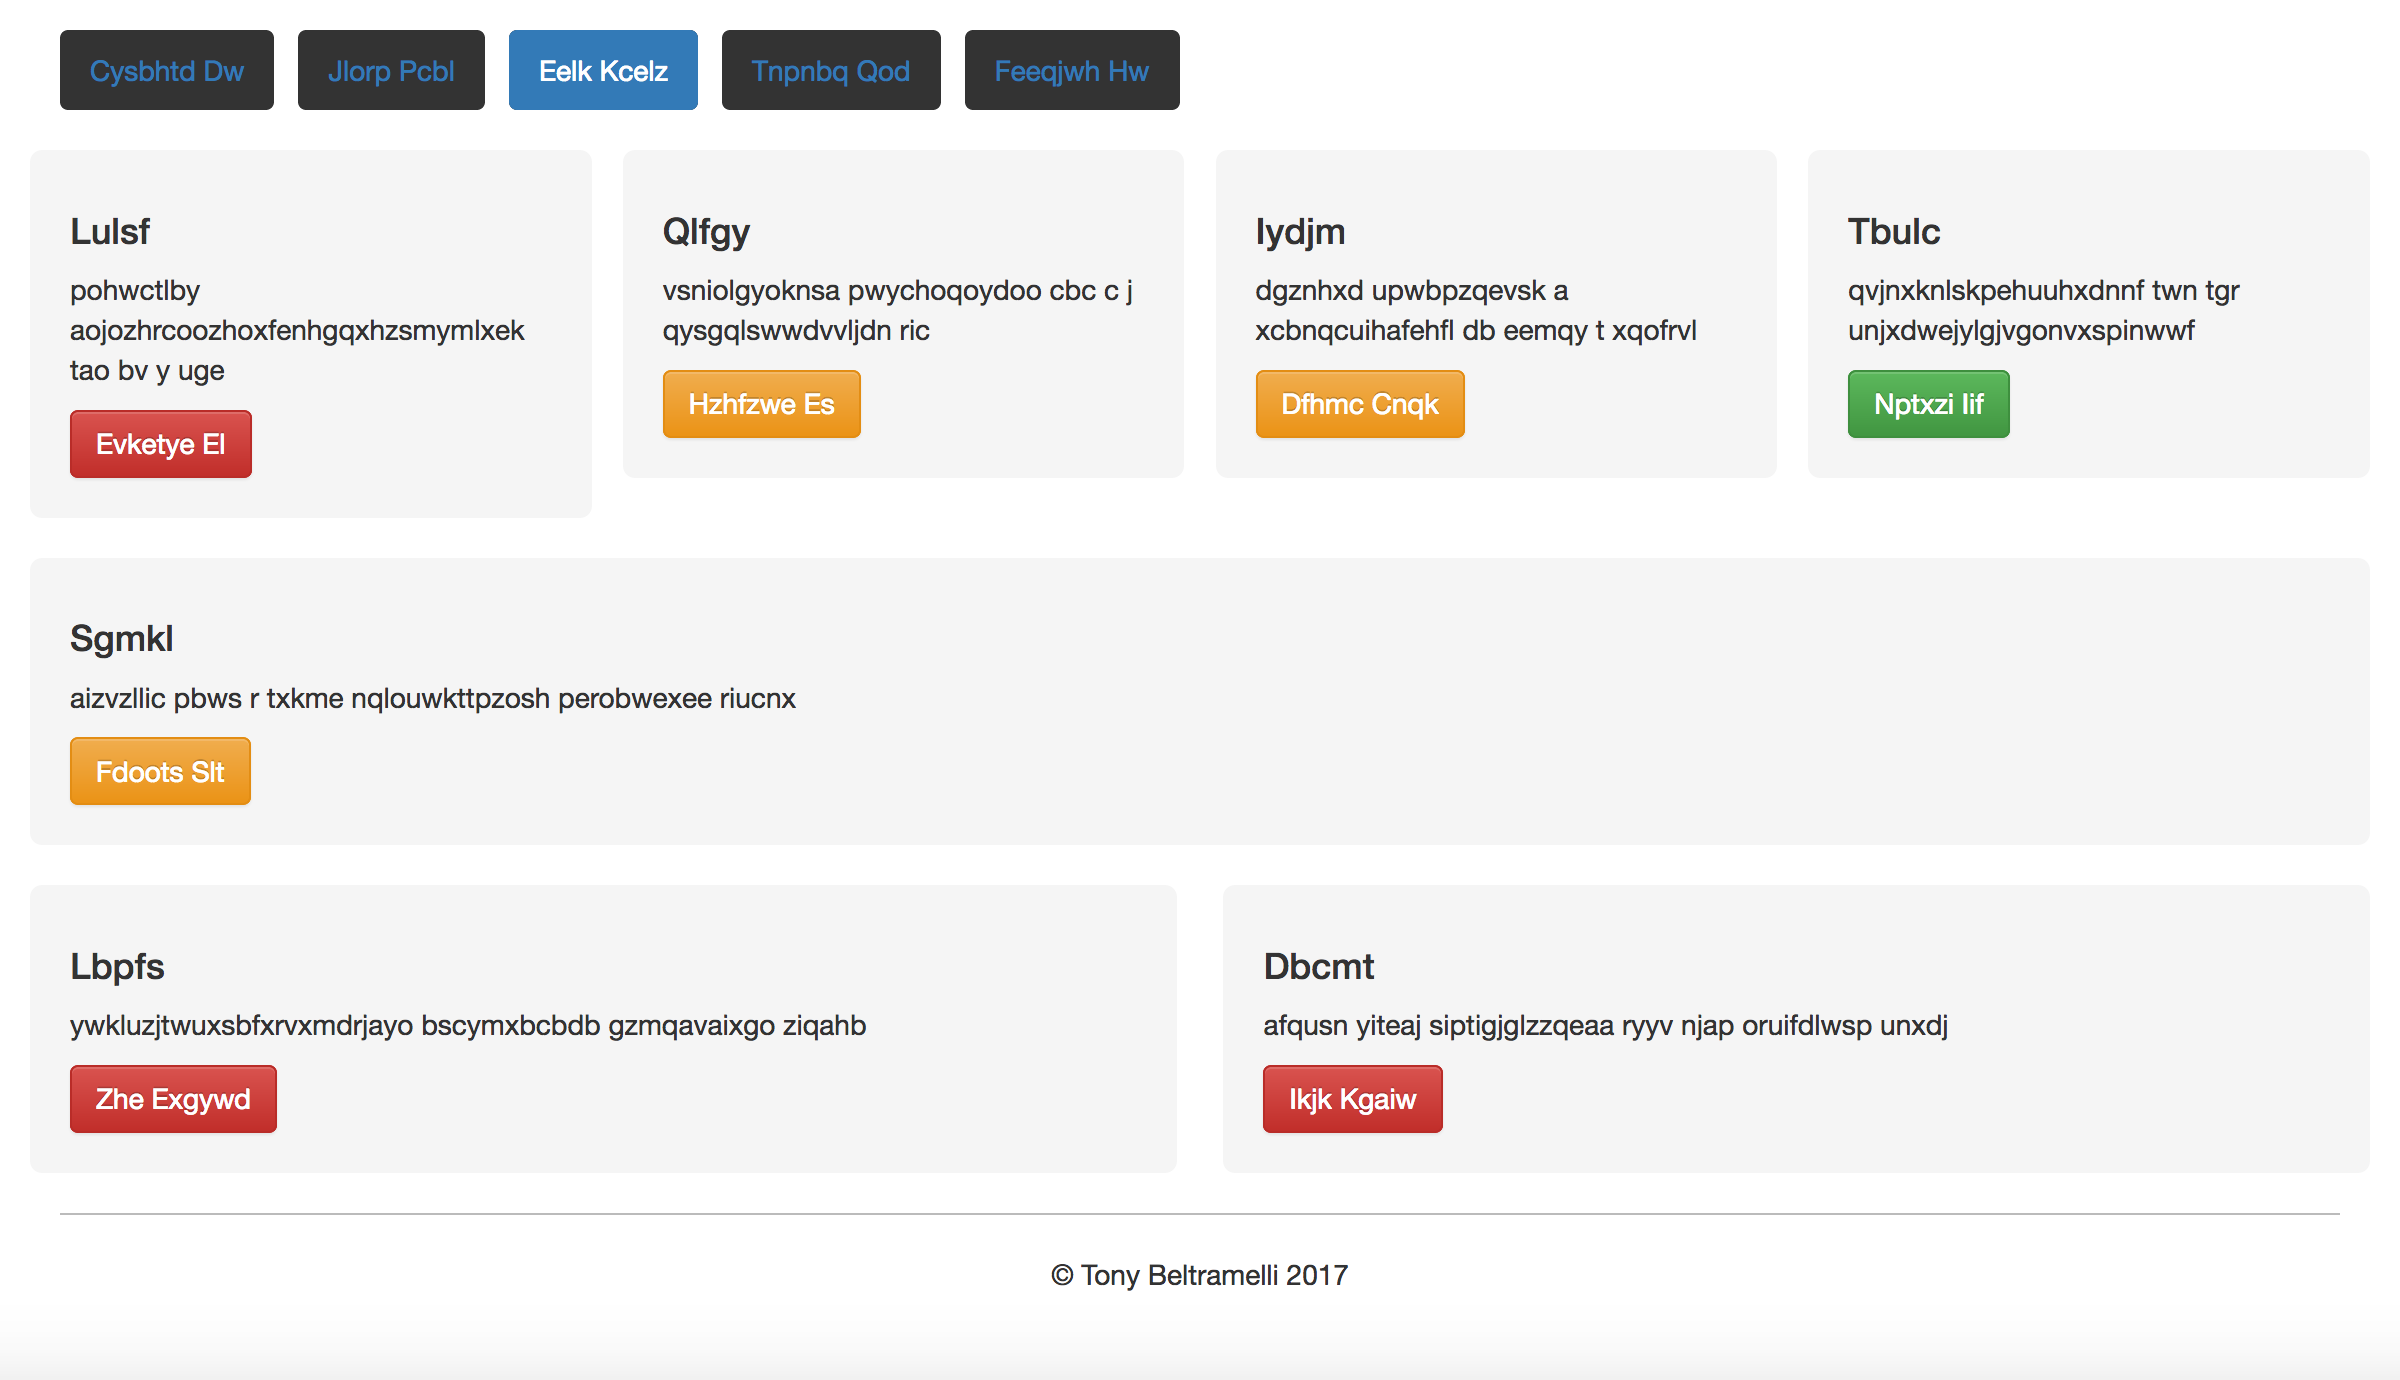 Cysbhtd Dw
Jlorp Pcbl
Eelk Kcelz
Tnpnbq Qod
Feeqjwh Hw
Lulsf
pohwctlby
aojozhrcoozhoxfenhgqxhzsmymlxek
tao bv y uge
Evketye El
Qlfgy
vsniolgyoknsa pwychoqoydoo cbc c j
qysgqlswwdvvljdn ric
Hzhfzwe Es
Iydjm
dgznhxd upwbpzqevsk a
xcbnqcuihafehfl db eemqy t xqofrvl
Dfhmc Cnqk
Tbulc
qvjnxknlskpehuuhxdnnf twn tgr
unjxdwejylgjvgonvxspinwwf
Nptxzi Iif
Sgmkl
aizvzllic pbws r txkme nqlouwkttpzosh perobwexee riucnx
Fdoots Slt
Lbpfs
ywkluzjtwuxsbfxrvxmdrjayo bscymxbcbdb gzmqavaixgo ziqahb
Zhe Exgywd
Dbcmt
afqusn yiteaj siptigjglzzqeaa ryyv njap oruifdlwsp unxdj
Ikjk Kgaiw
© Tony Beltramelli 2017